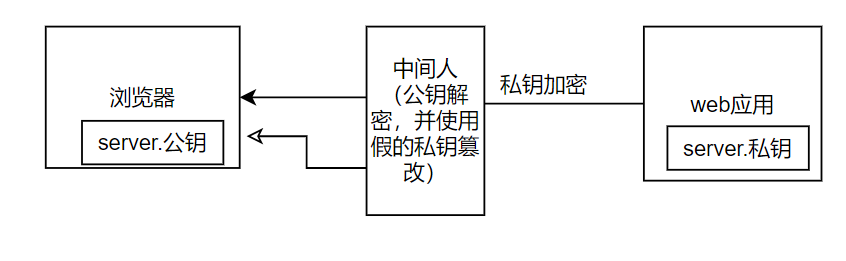 浏览器
server.公钥
中间人
（公钥解
密，并使用
假的私钥篡
改）
私钥加密
web应用
server.私钥